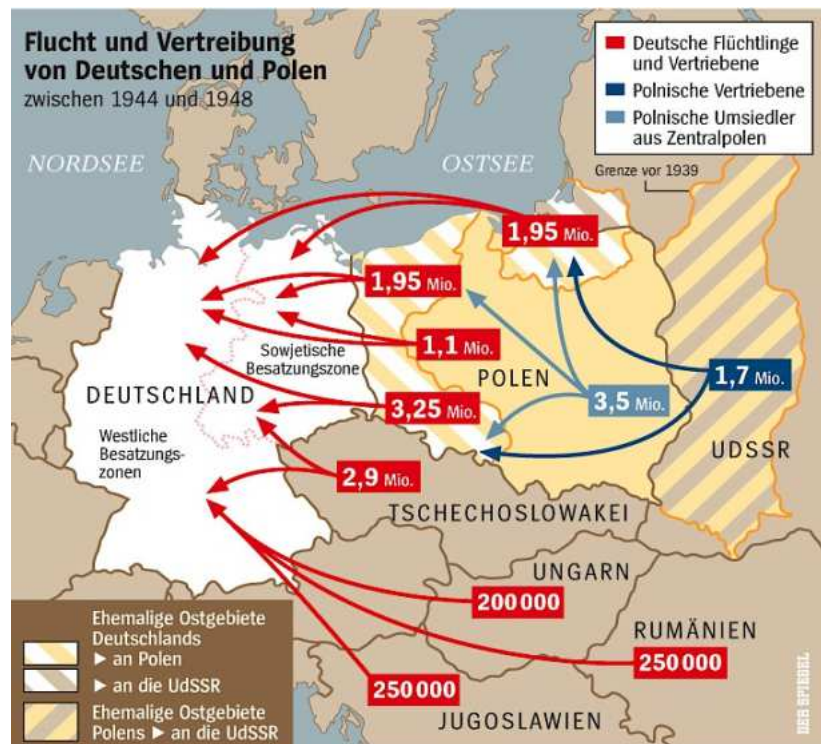 Flucht und Vertreibung
von Deutschen und Polen
zwischen 1944 und 1948
Deutsche Flüchtlinge
und Vertriebene
Polnische Vertriebene
Polnische Umsiedler
aus Zentralpolen
NORDSEE
OSTSEE
Grenze vor 1939
1,95 Mio.
1,95 Mio.
1,1 Mio.
Sowjetische
Besatzungszone
POLEN
1,7 Mio.
DEUTSCHLAND
3,25 Mio.
3,5 Mio.
Westliche
Besatzungs-
zonen
UDSSR
2,9 Mio.
TSCHECHOSLOWAKEI
UNGARN
200 000
RUMÄNIEN
250 000
250 000
JUGOSLAWIEN
Ehemalige Ostgebiete
Deutschlands
▶ an Polen
▶ an die UdSSR
Ehemalige Ostgebiete
Polens ▶ an die UdSSR
DER SPIEGEL